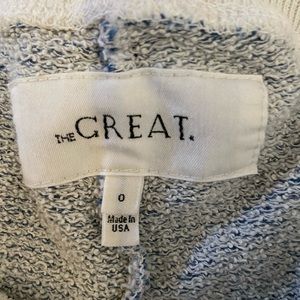 THE GREAT.
0
Made In
USA